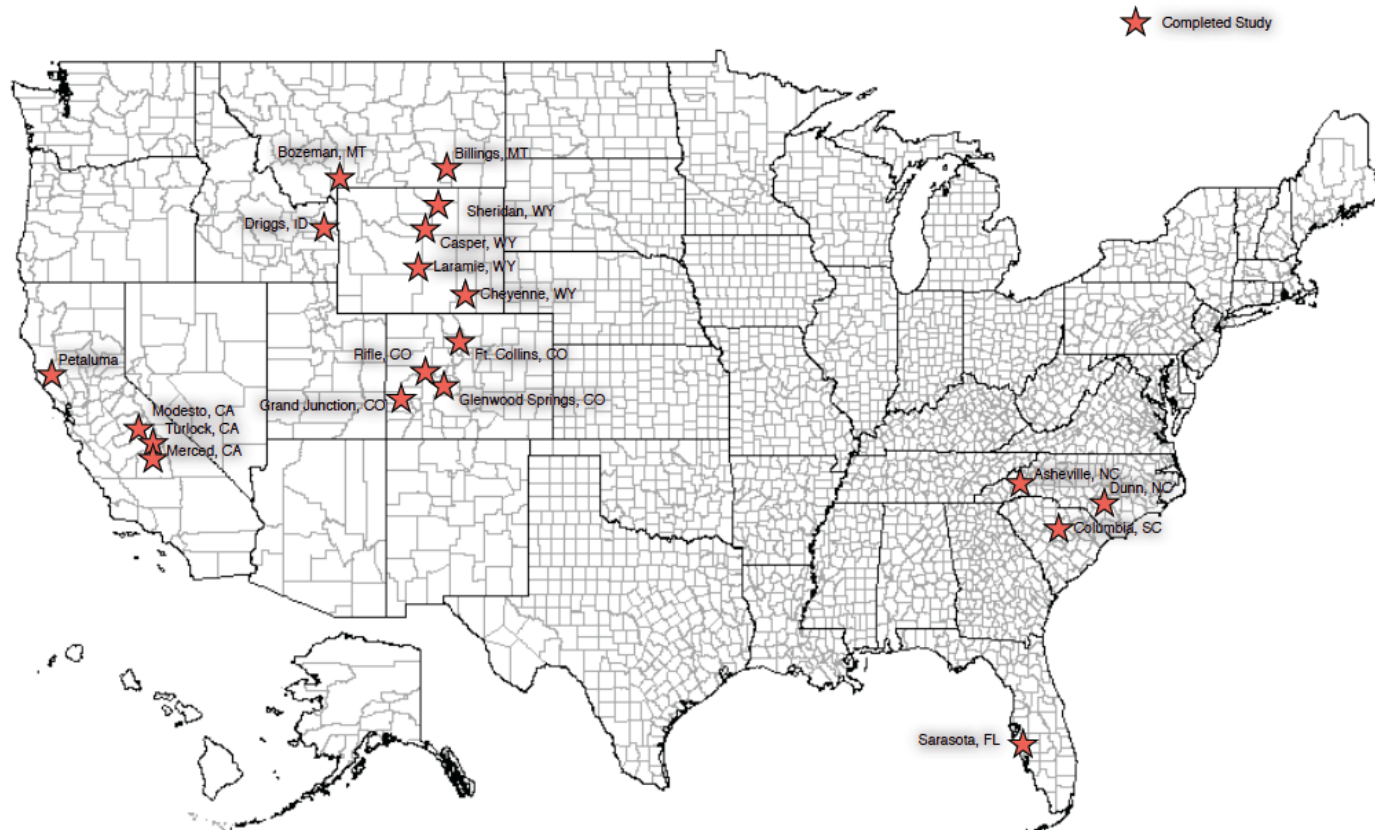 Completed Study
Bozeman, MT
Billings, MT
Sheridan, WY
Driggs, ID
Casper, WY
Laramie, WY
Cheyenne, WY
Petaluma
Rifle, CO
Ft. Collins, CO
Grand Junction, CO
Glenwood Springs, CO
Modesto, CA
Turlock, CA
Merced, CA
Asheville, NC
Dunn, NC
Columbia, SC
Sarasota, FL